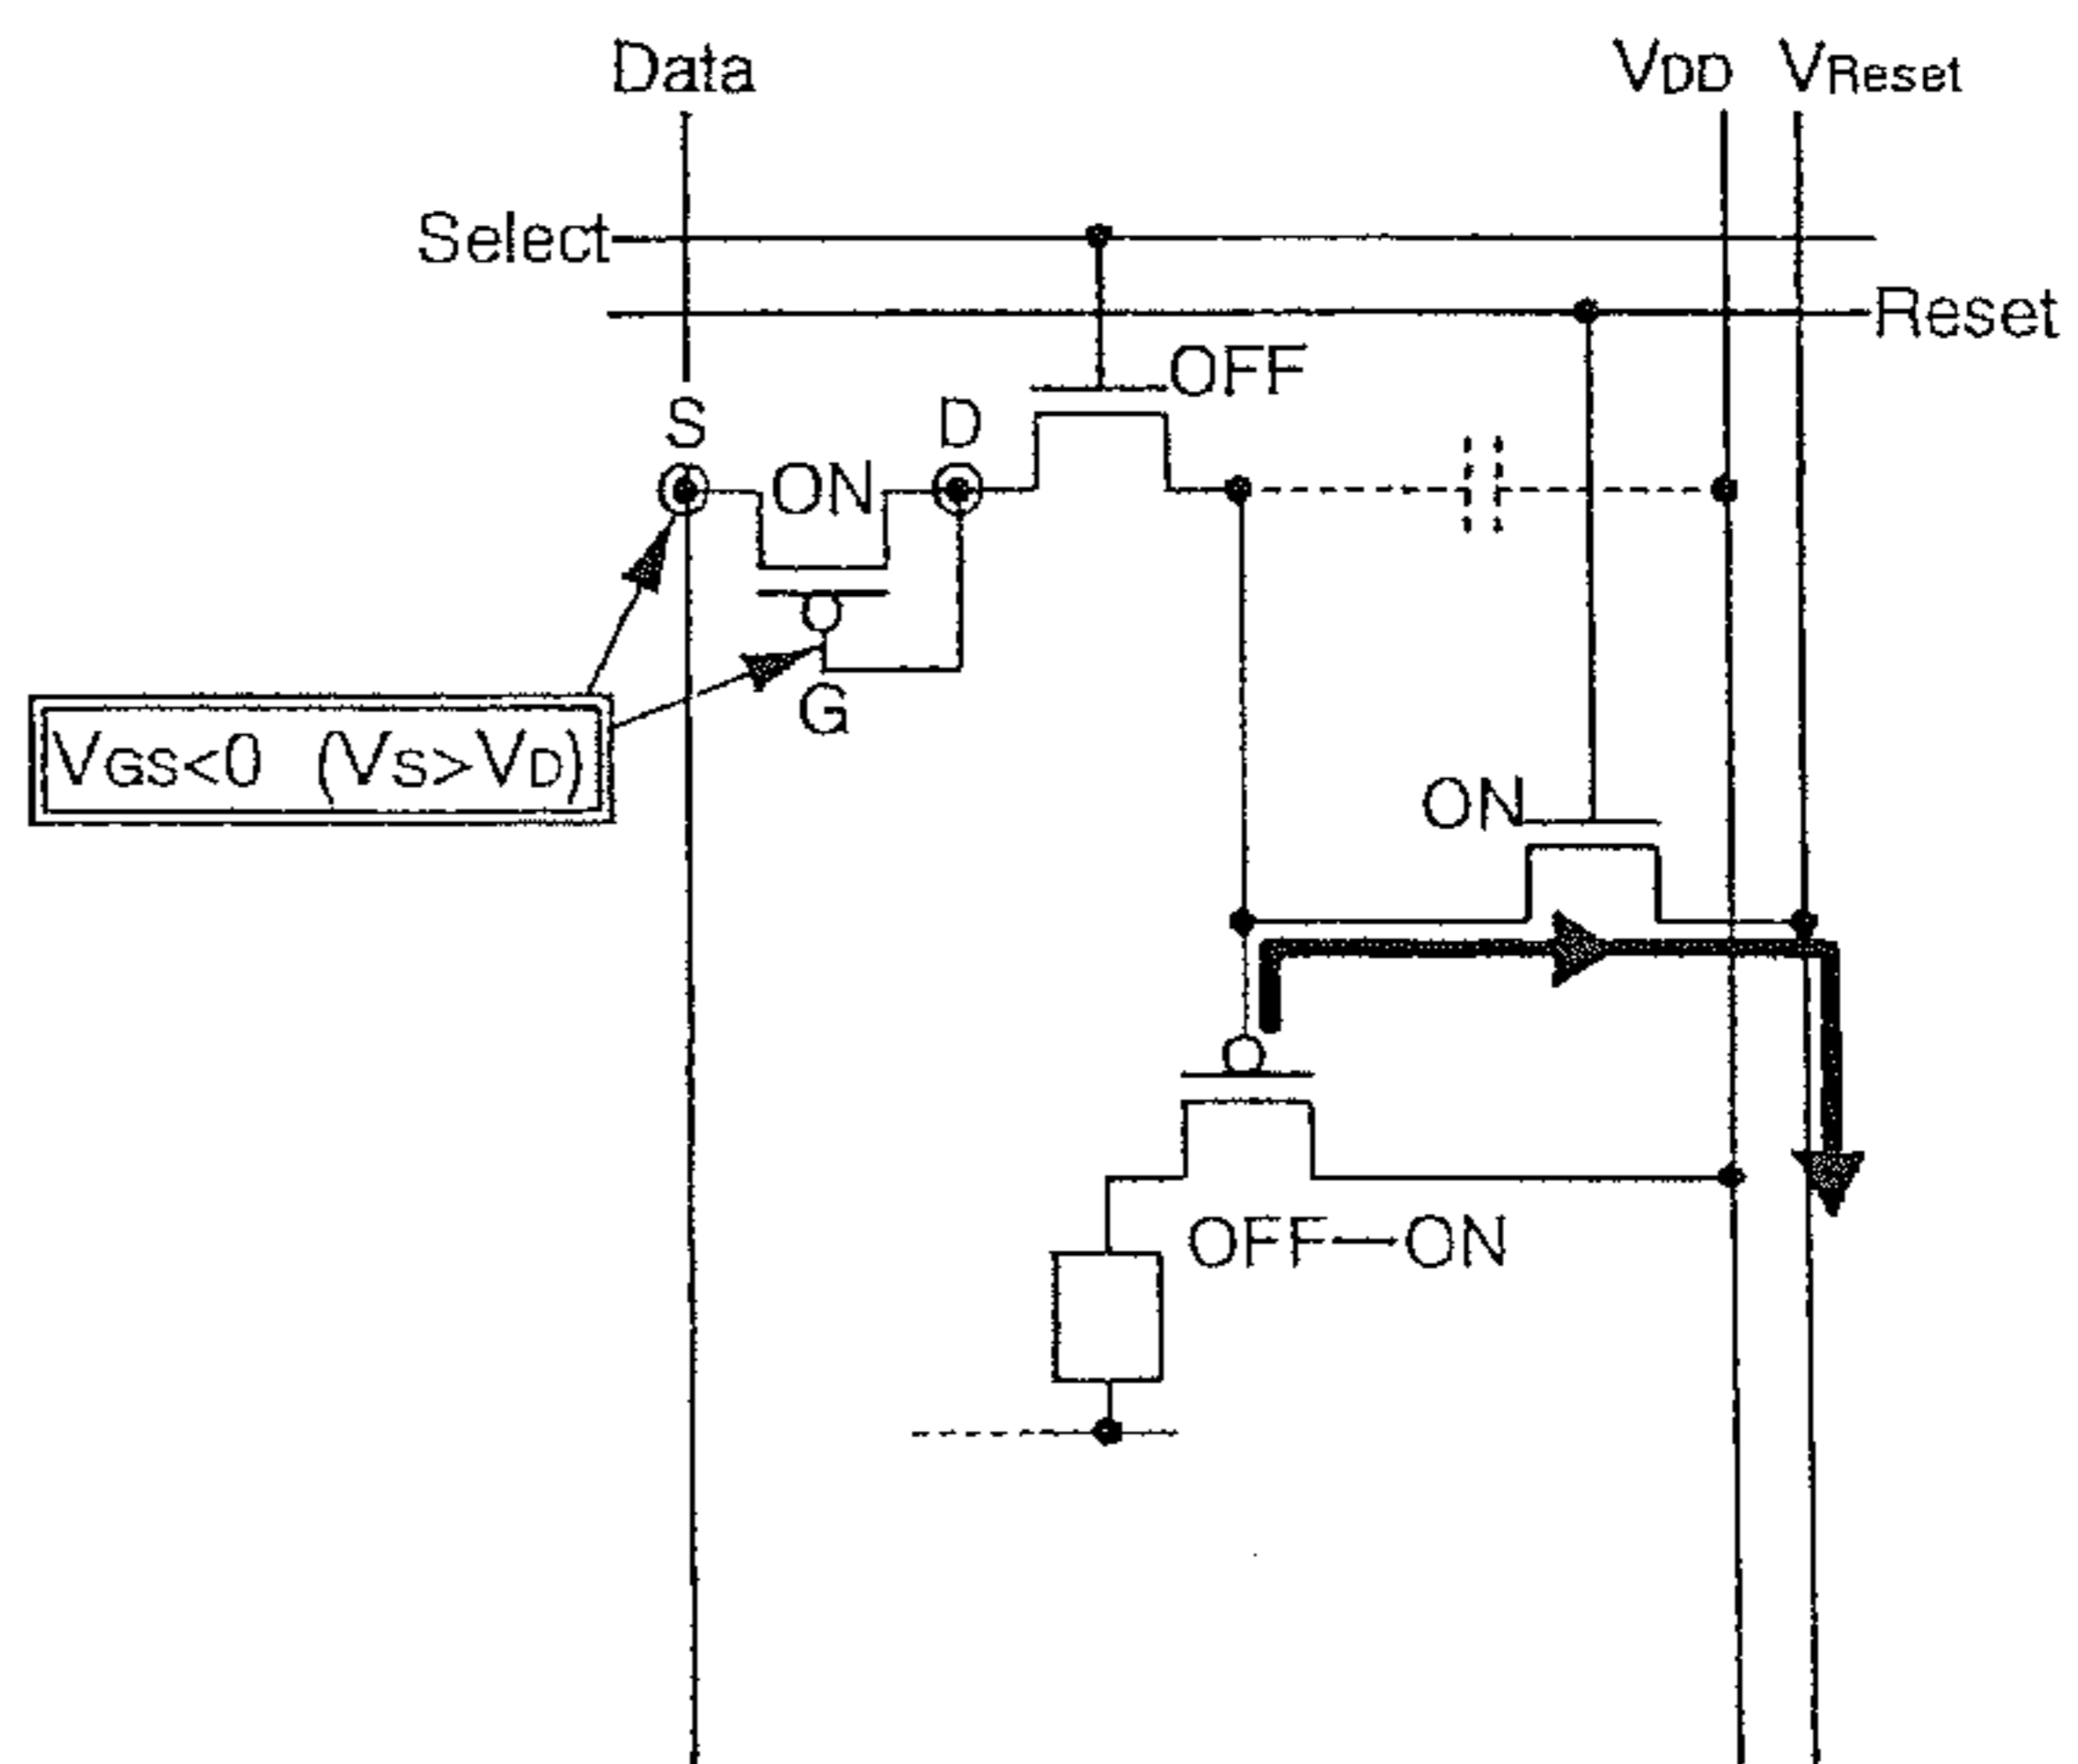 Data
VDD
VReset
Select
Reset
OFF
S
ON
D
G
VGS<0 (VS>VD)
ON
OFF→ON